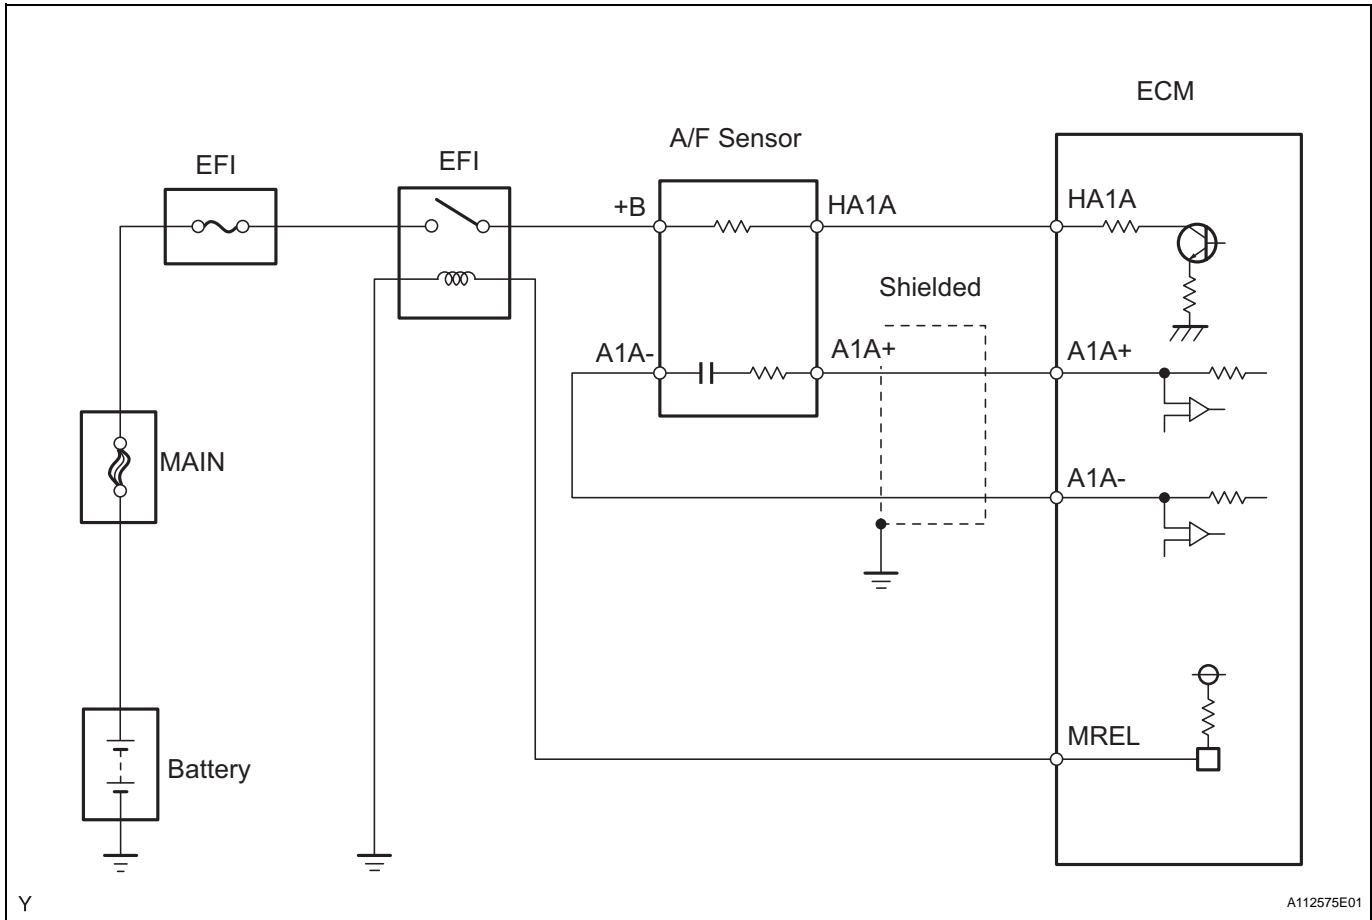 ECM
A/F Sensor
EFI
EFI
+B
HA1A
HA1A
Shielded
A1A-
A1A+
A1A+
MAIN
A1A-
MREL
Battery
Y
A112575E01